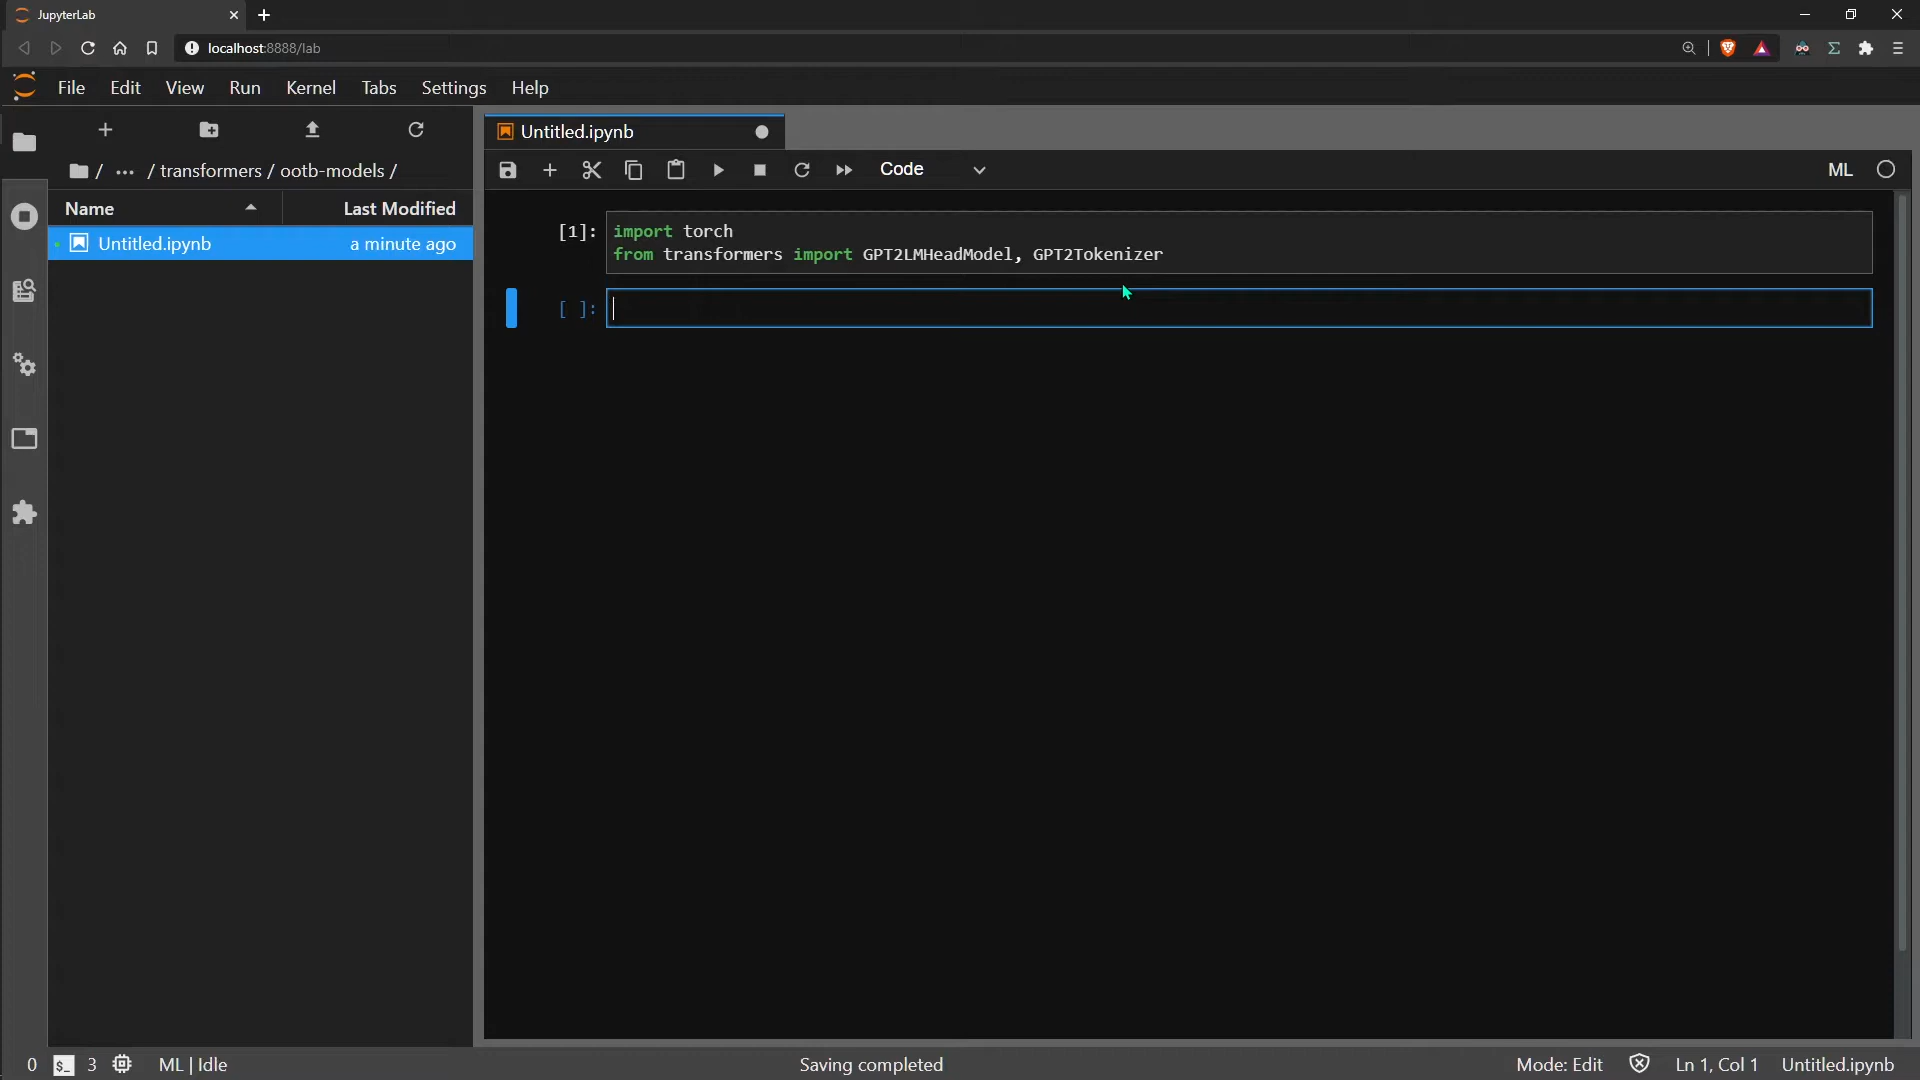 JupyterLab
localhost:8888/lab
File Edit View Run Kernel Tabs Settings Help
Untitled.ipynb
/ ... / transformers / ootb-models /
Code
ML
Name Last Modified
Untitled.ipynb a minute ago
[1]: import torch
from transformers import GPT2LMHeadModel, GPT2Tokenizer
[ ]:
0 $_ 3 ML | Idle Saving completed Mode: Edit Ln 1, Col 1 Untitled.ipynb